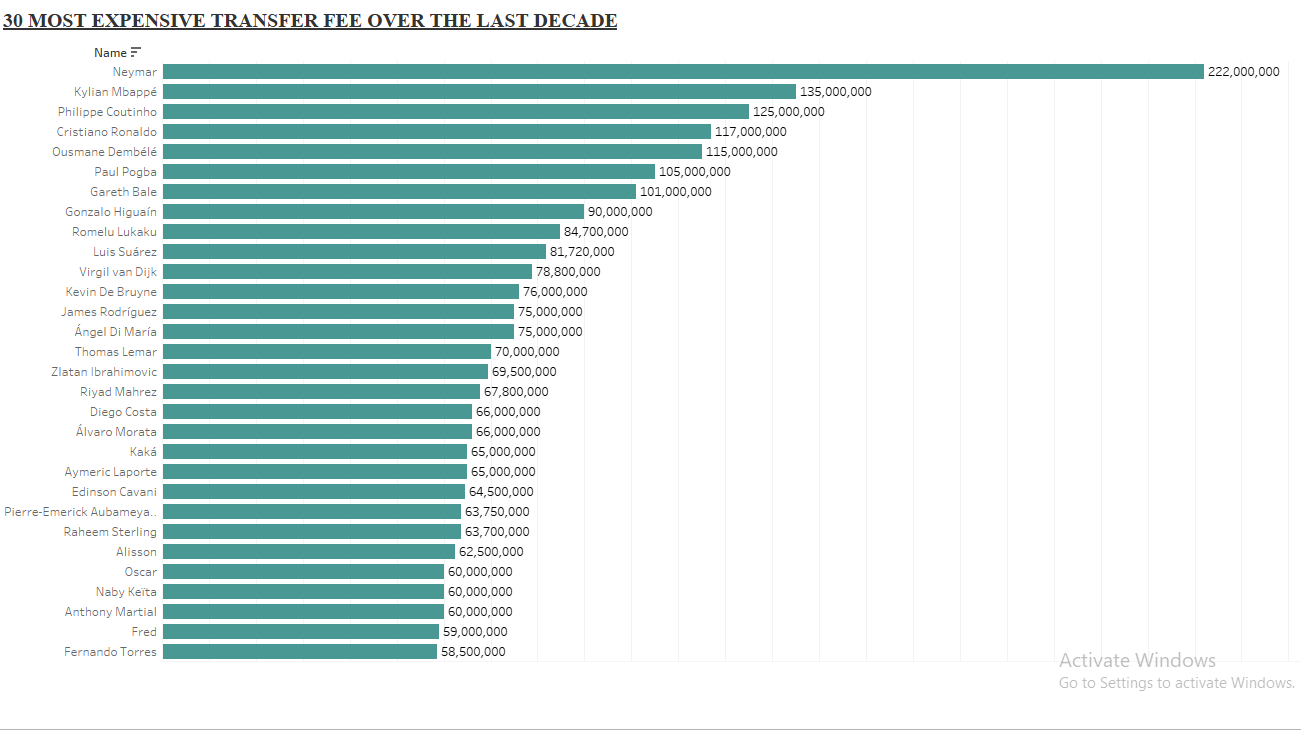 30 MOST EXPENSIVE TRANSFER FEE OVER THE LAST DECADE
Name
Neymar 222,000,000
Kylian Mbappé 135,000,000
Philippe Coutinho 125,000,000
Cristiano Ronaldo 117,000,000
Ousmane Dembélé 115,000,000
Paul Pogba 105,000,000
Gareth Bale 101,000,000
Gonzalo Higuaín 90,000,000
Romelu Lukaku 84,700,000
Luis Suárez 81,720,000
Virgil van Dijk 78,800,000
Kevin De Bruyne 76,000,000
James Rodríguez 75,000,000
Ángel Di María 75,000,000
Thomas Lemar 70,000,000
Zlatan Ibrahimovic 69,500,000
Riyad Mahrez 67,800,000
Diego Costa 66,000,000
Álvaro Morata 66,000,000
Kaká 65,000,000
Aymeric Laporte 65,000,000
Edinson Cavani 64,500,000
Pierre-Emerick Aubameya.. 63,750,000
Raheem Sterling 63,700,000
Alisson 62,500,000
Oscar 60,000,000
Naby Keïta 60,000,000
Anthony Martial 60,000,000
Fred 59,000,000
Fernando Torres 58,500,000
Activate Windows
Go to Settings to activate Windows.